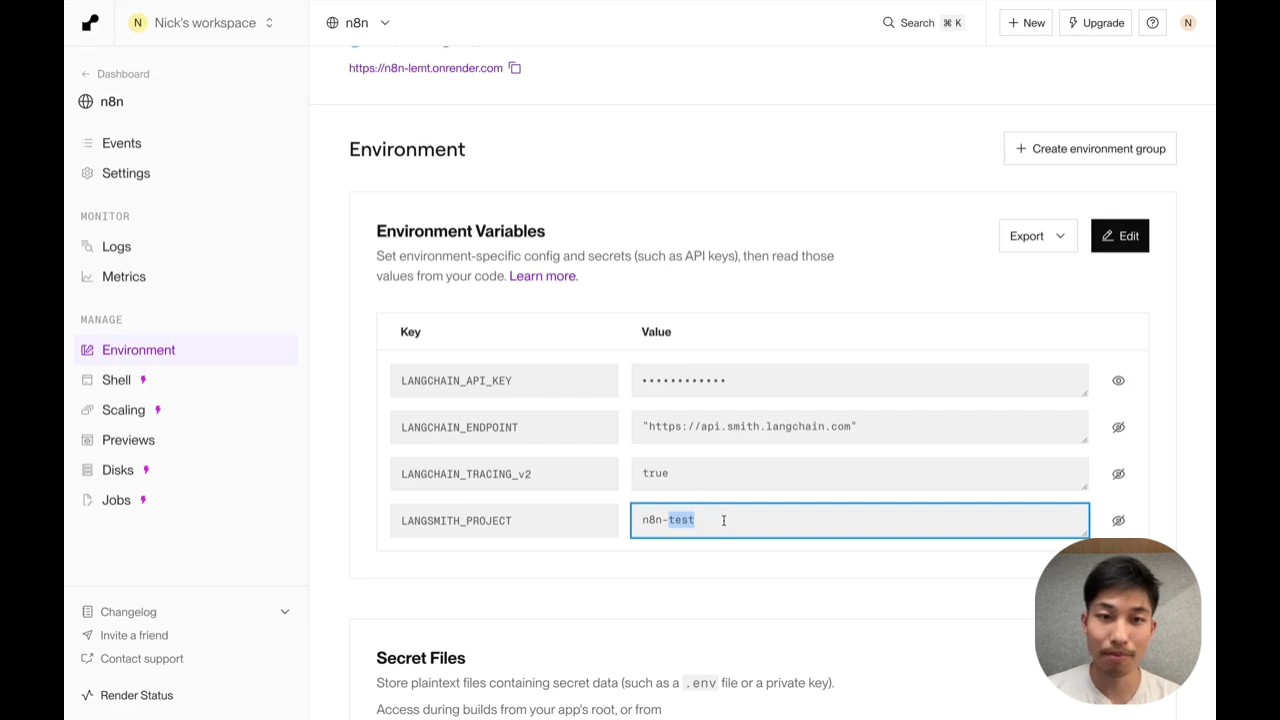 N Nick's workspace
n8n
Search ⌘ K
+ New
Upgrade
N
← Dashboard
n8n
Events
Settings
MONITOR
Logs
Metrics
MANAGE
Environment
Shell
Scaling
Previews
Disks
Jobs
Changelog
Invite a friend
Contact support
Render Status
https://n8n-lemt.onrender.com
Environment
+ Create environment group
Environment Variables
Set environment-specific config and secrets (such as API keys), then read those
values from your code. Learn more.
Export
Edit
Key Value
LANGCHAIN_API_KEY ••••••••••••
LANGCHAIN_ENDPOINT "https://api.smith.langchain.com"
LANGCHAIN_TRACING_v2 true
LANGSMITH_PROJECT n8n-test
Secret Files
Store plaintext files containing secret data (such as a .env file or a private key).
Access during builds from your app's root, or from